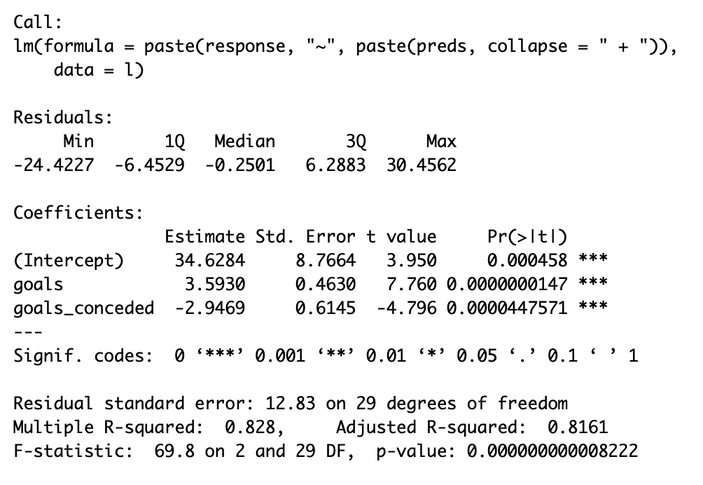 Call:
lm(formula = paste(response, "~", paste(preds, collapse = " + ")),
    data = l)
Residuals:
     Min       1Q   Median       3Q      Max
-24.4227  -6.4529  -0.2501   6.2883  30.4562
Coefficients:
               Estimate Std. Error t value     Pr(>|t|)
(Intercept)     34.6284     8.7664   3.950     0.000458 ***
goals            3.5930     0.4630   7.760 0.0000000147 ***
goals_conceded  -2.9469     0.6145  -4.796 0.0000447571 ***
---
Signif. codes:  0 ‘***’ 0.001 ‘**’ 0.01 ‘*’ 0.05 ‘.’ 0.1 ‘ ’ 1
Residual standard error: 12.83 on 29 degrees of freedom
Multiple R-squared:  0.828,     Adjusted R-squared:  0.8161
F-statistic:  69.8 on 2 and 29 DF,  p-value: 0.000000000008222